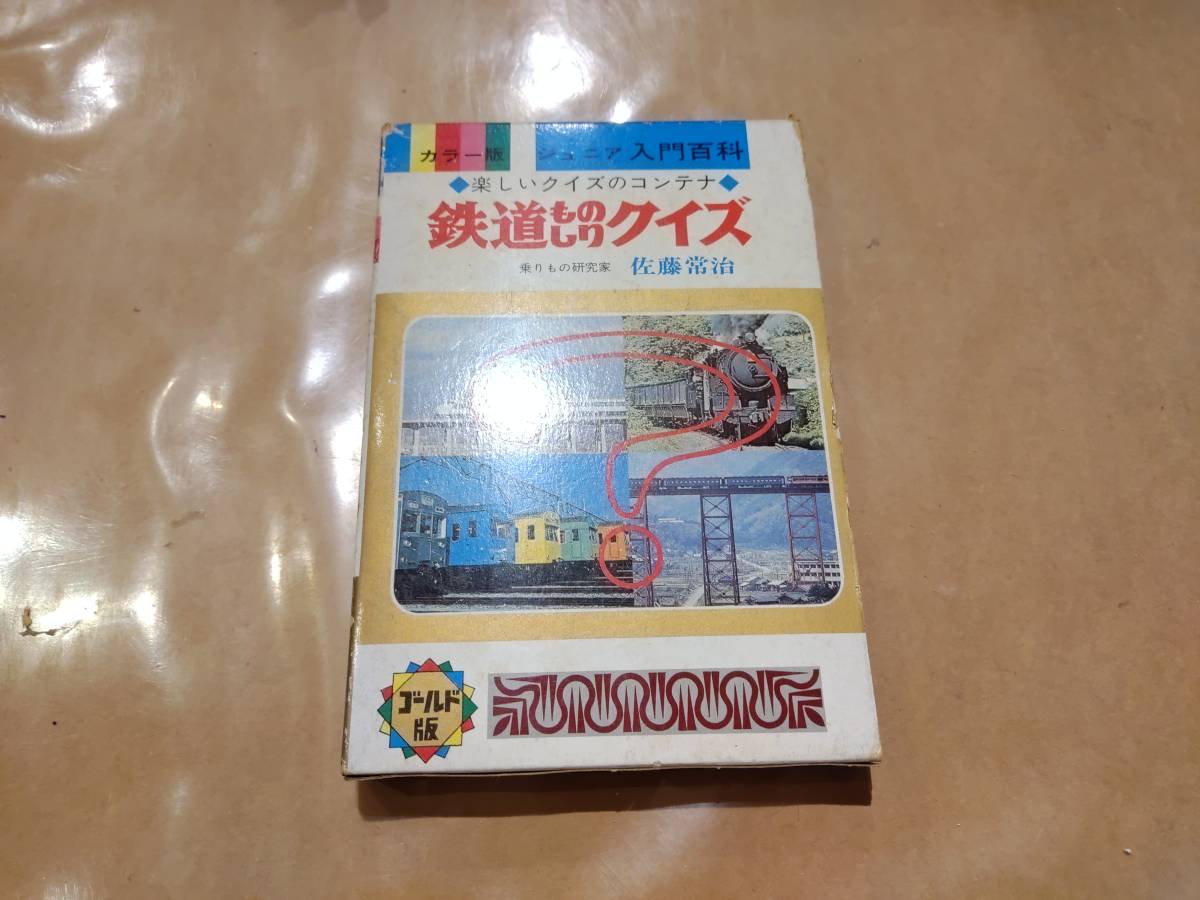 カラー版 ジュニア入門百科
◆楽しいクイズのコンテナ◆
鉄道ものしりクイズ
乗りもの研究家 佐藤常治
ゴールド
版